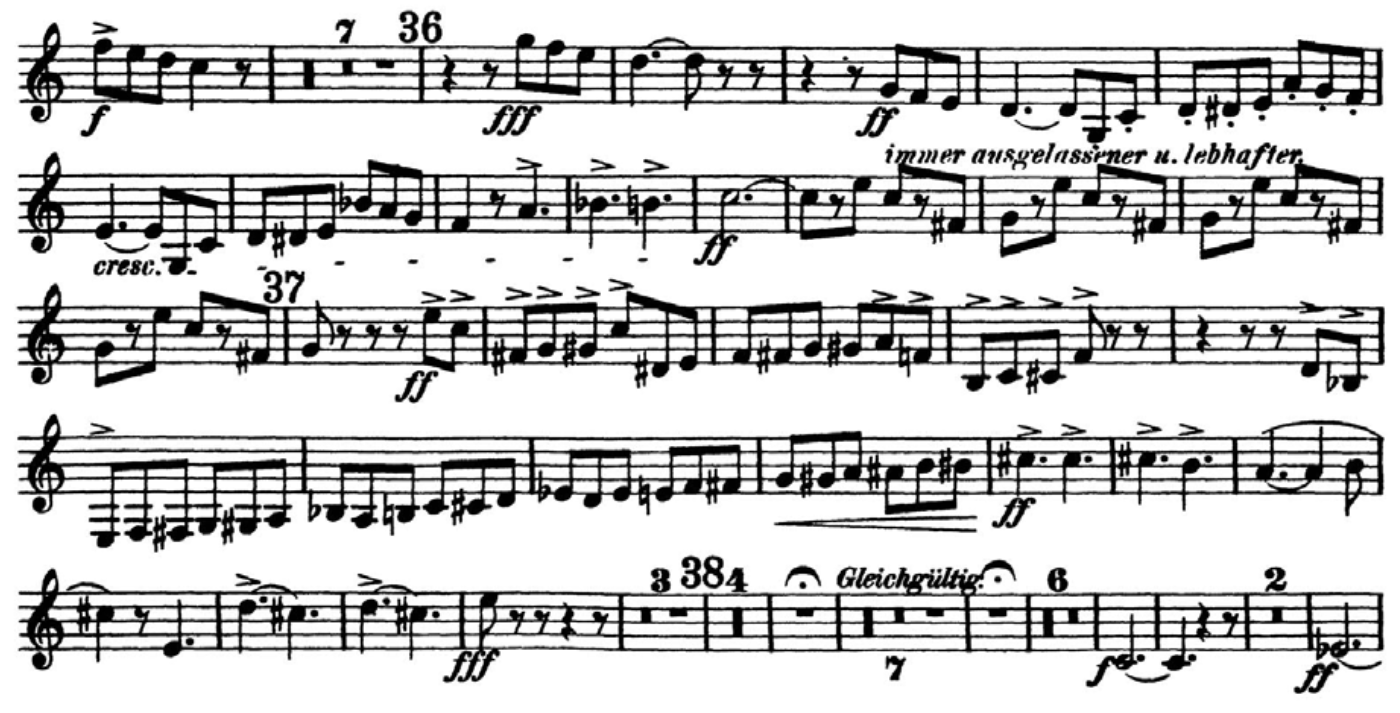 7 36
f fff ff
immer ausgelassener u. lebhafter.
cresc. - - - - - - ff
37
ff
ff
3 38 4 Gleichgültig. 6 2
fff 7 f ff